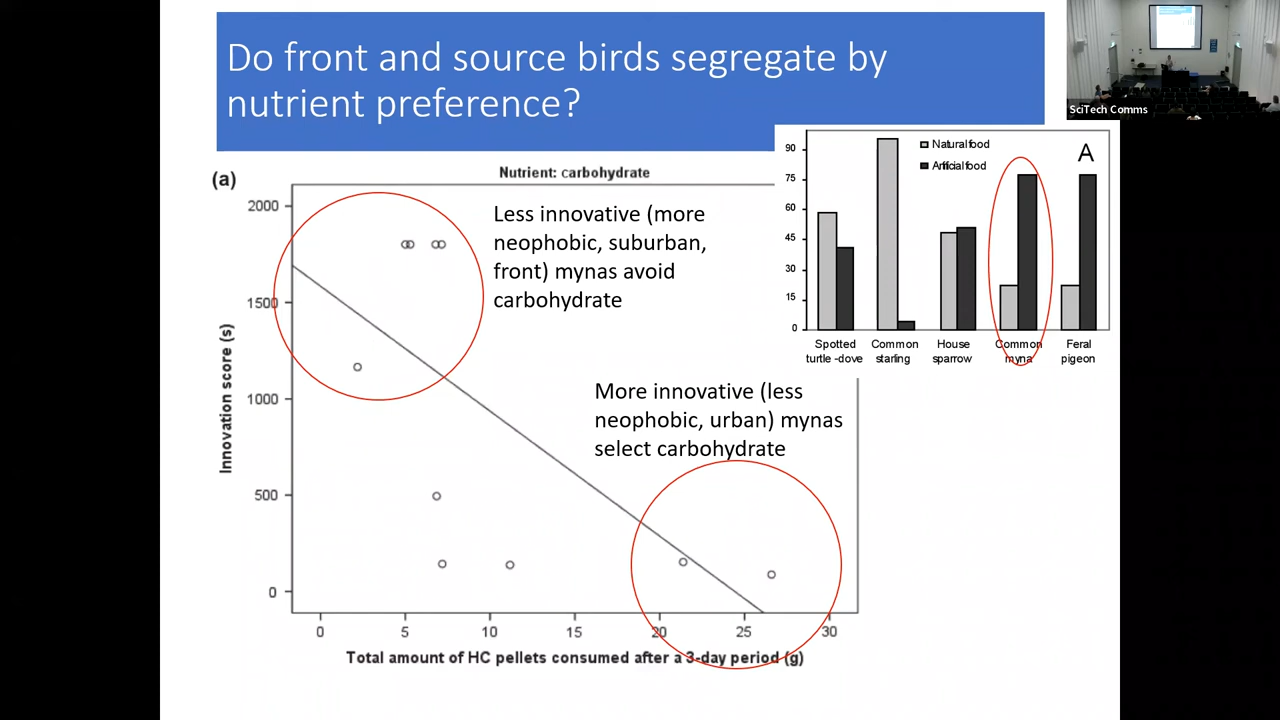 Do front and source birds segregate by
nutrient preference?
SciTech Comms
(a)
Nutrient: carbohydrate
2000
1500
1000
500
0
Innovation score (s)
0 5 10 15 20 25 30
Total amount of HC pellets consumed after a 3-day period (g)
Less innovative (more
neophobic, suburban,
front) mynas avoid
carbohydrate
More innovative (less
neophobic, urban) mynas
select carbohydrate
90
75
60
45
30
15
0
Natural food
Artificial food
A
Spotted
turtle -dove
Common
starling
House
sparrow
Common
myna
Feral
pigeon